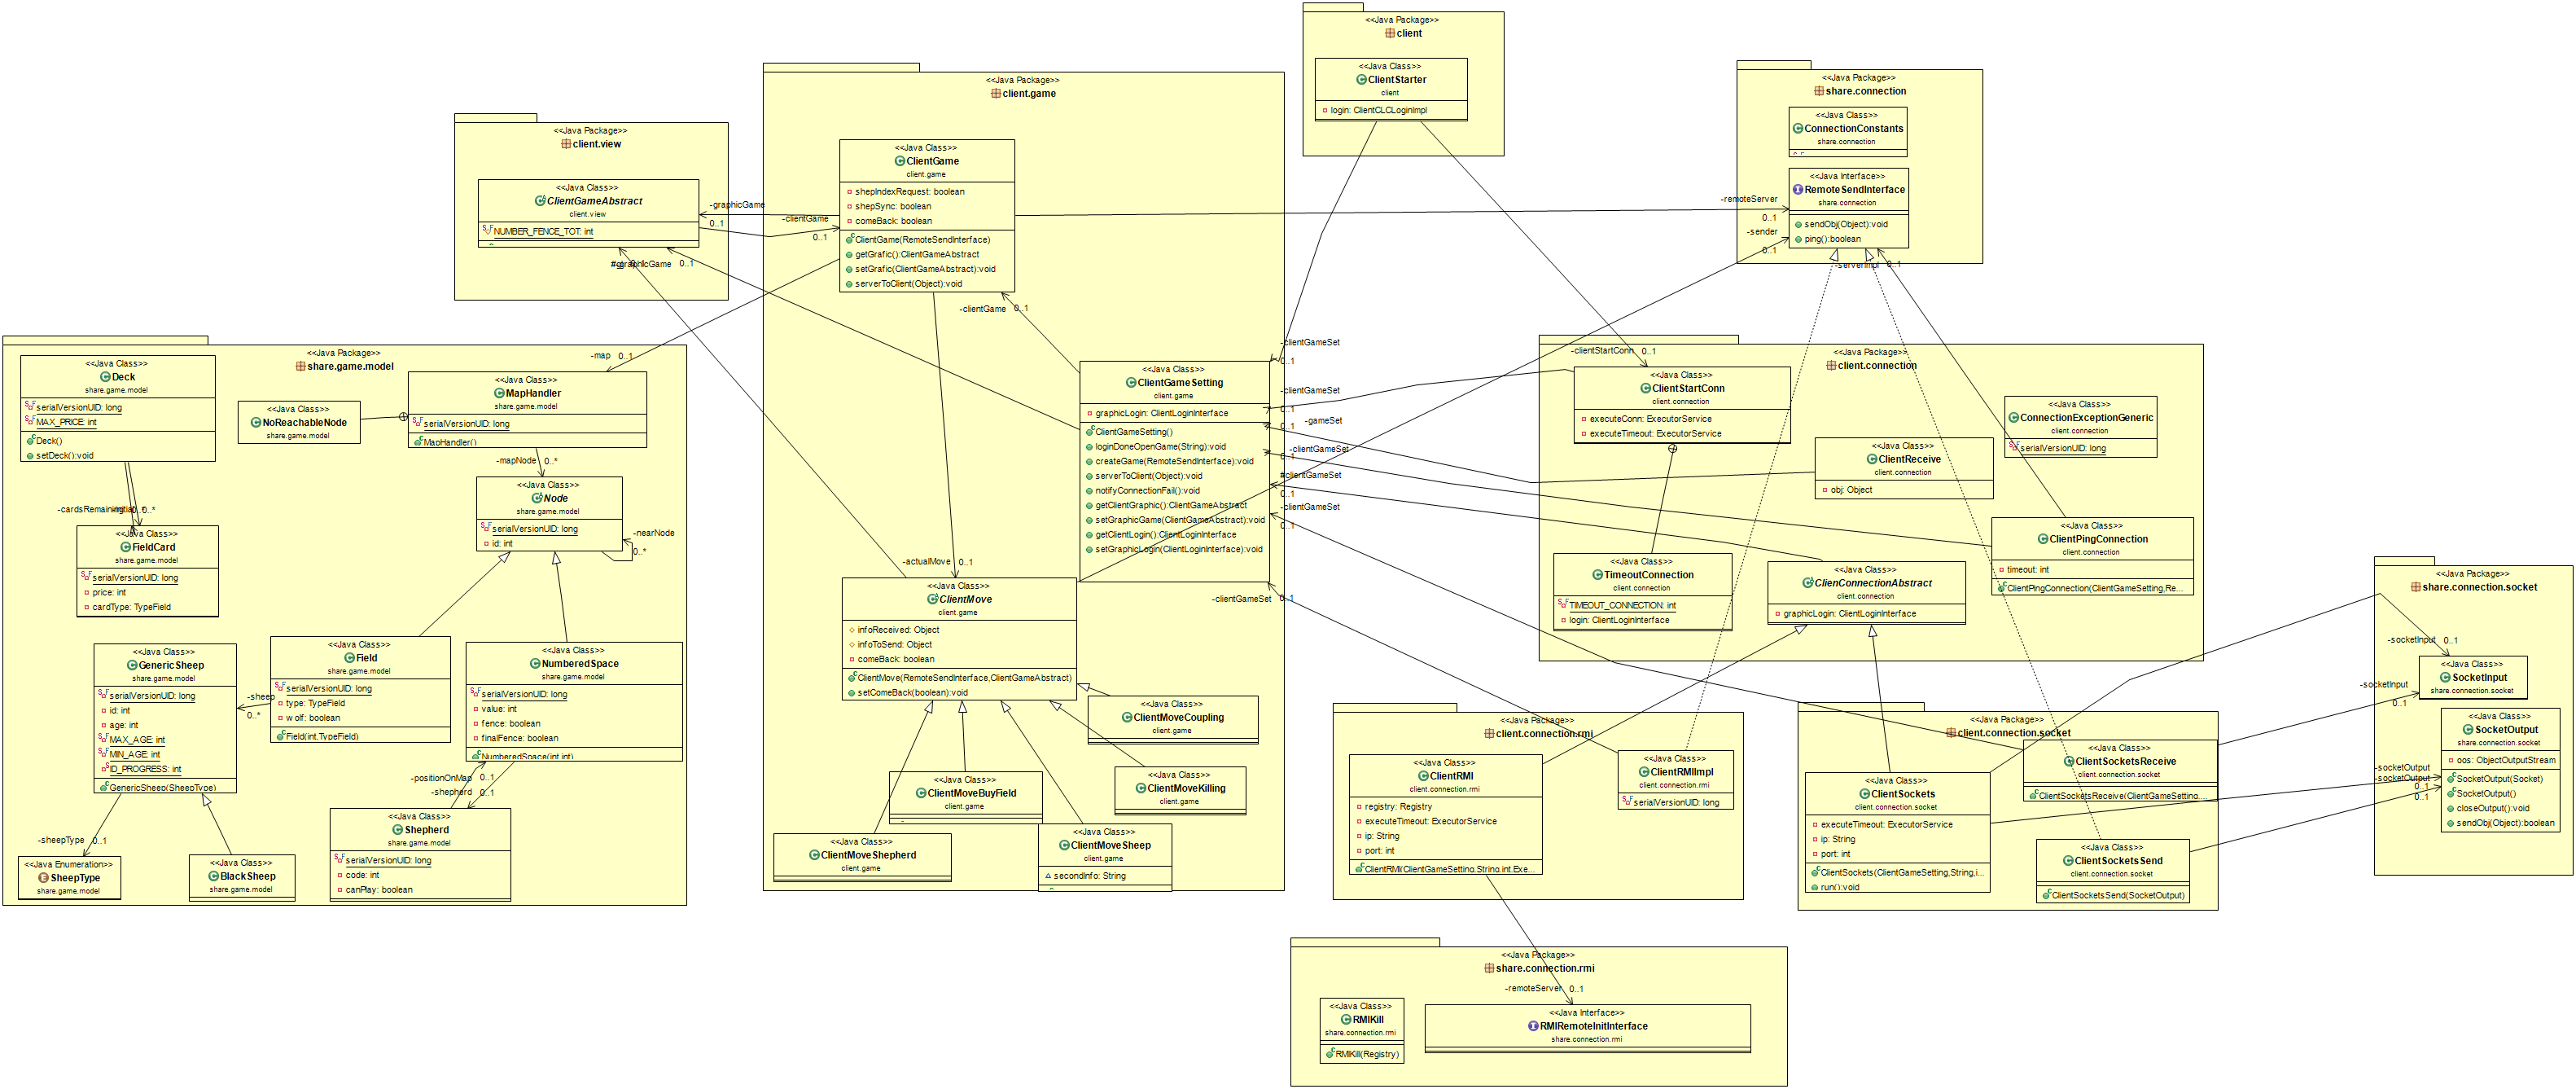 <<Java Package>>
client
<<Java Class>>
ClientStarter
client
login: ClientCLCLoginImpl
<<Java Package>>
share.connection
<<Java Class>>
ConnectionConstants
share.connection
<<Java Interface>>
RemoteSendInterface
share.connection
sendObj(Object):void
ping():boolean
-remoteServer
0..1
-sender
0..1
-serverImpl 0..1
<<Java Package>>
client.view
<<Java Class>>
ClientGameAbstract
client.view
NUMBER_FENCE_TOT: int
-graphicGame
0..1
-clientGame
0..1
0..1
<<Java Package>>
client.game
<<Java Class>>
ClientGame
client.game
shepIndexRequest: boolean
shepSync: boolean
comeBack: boolean
ClientGame(RemoteSendInterface)
getGrafic():ClientGameAbstract
setGrafic(ClientGameAbstract):void
serverToClient(Object):void
-clientGame 0..1
<<Java Class>>
ClientGameSetting
client.game
graphicLogin: ClientLoginInterface
ClientGameSetting()
loginDoneOpenGame(String):void
createGame(RemoteSendInterface):void
serverToClient(Object):void
notifyConnectionFail():void
getClientGraphic():ClientGameAbstract
setGraphicGame(ClientGameAbstract):void
getClientLogin():ClientLoginInterface
setGraphicLogin(ClientLoginInterface):void
-clientGameSet
0..1
-clientGameSet
0..1
-gameSet
0..1
-clientGameSet
0..1
#clientGameSet
0..1
-clientGameSet
0..1
-clientGameSet 0..1
-actualMove 0..1
<<Java Class>>
ClientMove
client.game
infoReceived: Object
infoToSend: Object
comeBack: boolean
ClientMove(RemoteSendInterface,ClientGameAbstract)
setComeBack(boolean):void
<<Java Class>>
ClientMoveCoupling
client.game
<<Java Class>>
ClientMoveBuyField
client.game
<<Java Class>>
ClientMoveKilling
client.game
<<Java Class>>
ClientMoveShepherd
client.game
<<Java Class>>
ClientMoveSheep
client.game
secondInfo: String
<<Java Package>>
share.game.model
<<Java Class>>
Deck
share.game.model
serialVersionUID: long
MAX_PRICE: int
Deck()
setDeck():void
<<Java Class>>
NoReachableNode
share.game.model
-map 0..1
<<Java Class>>
MapHandler
share.game.model
serialVersionUID: long
MapHandler()
-mapNode 0..*
<<Java Class>>
Node
share.game.model
serialVersionUID: long
id: int
-nearNode
0..*
0..*
<<Java Class>>
FieldCard
share.game.model
serialVersionUID: long
price: int
cardType: TypeField
<<Java Class>>
GenericSheep
share.game.model
serialVersionUID: long
id: int
age: int
MAX_AGE: int
MIN_AGE: int
ID_PROGRESS: int
GenericSheep(SheepType)
-sheep
0..*
<<Java Class>>
Field
share.game.model
serialVersionUID: long
type: TypeField
wolf: boolean
Field(int,TypeField)
<<Java Class>>
NumberedSpace
share.game.model
serialVersionUID: long
value: int
fence: boolean
finalFence: boolean
NumberedSpace(int,int)
-positionOnMap 0..1
-shepherd 0..1
-sheepType 0..1
<<Java Enumeration>>
SheepType
share.game.model
<<Java Class>>
BlackSheep
share.game.model
<<Java Class>>
Shepherd
share.game.model
serialVersionUID: long
code: int
canPlay: boolean
<<Java Package>>
client.connection
-clientStartConn 0..1
<<Java Class>>
ClientStartConn
client.connection
executeConn: ExecutorService
executeTimeout: ExecutorService
<<Java Class>>
ConnectionExceptionGeneric
client.connection
serialVersionUID: long
<<Java Class>>
ClientReceive
client.connection
obj: Object
<<Java Class>>
ClientPingConnection
client.connection
timeout: int
ClientPingConnection(ClientGameSetting,Re...
<<Java Class>>
TimeoutConnection
client.connection
TIMEOUT_CONNECTION: int
login: ClientLoginInterface
<<Java Class>>
ClienConnectionAbstract
client.connection
graphicLogin: ClientLoginInterface
<<Java Package>>
client.connection.rmi
<<Java Class>>
ClientRMI
client.connection.rmi
registry: Registry
executeTimeout: ExecutorService
ip: String
port: int
ClientRMI(ClientGameSetting,String,int,Exe...
<<Java Class>>
ClientRMIImpl
client.connection.rmi
serialVersionUID: long
<<Java Package>>
client.connection.socket
<<Java Class>>
ClientSocketsReceive
client.connection.socket
ClientSocketsReceive(ClientGameSetting,...
<<Java Class>>
ClientSockets
client.connection.socket
executeTimeout: ExecutorService
ip: String
port: int
ClientSockets(ClientGameSetting,String,i...
run():void
<<Java Class>>
ClientSocketsSend
client.connection.socket
ClientSocketsSend(SocketOutput)
<<Java Package>>
share.connection.socket
-socketInput 0..1
<<Java Class>>
SocketInput
share.connection.socket
-socketInput
0..1
<<Java Class>>
SocketOutput
share.connection.socket
oos: ObjectOutputStream
SocketOutput(Socket)
SocketOutput()
closeOutput():void
sendObj(Object):boolean
-socketOutput
-socketOutput
0..1
0..1
<<Java Package>>
share.connection.rmi
-remoteServer 0..1
<<Java Class>>
RMIKill
share.connection.rmi
RMIKill(Registry)
<<Java Interface>>
RMIRemoteInitInterface
share.connection.rmi